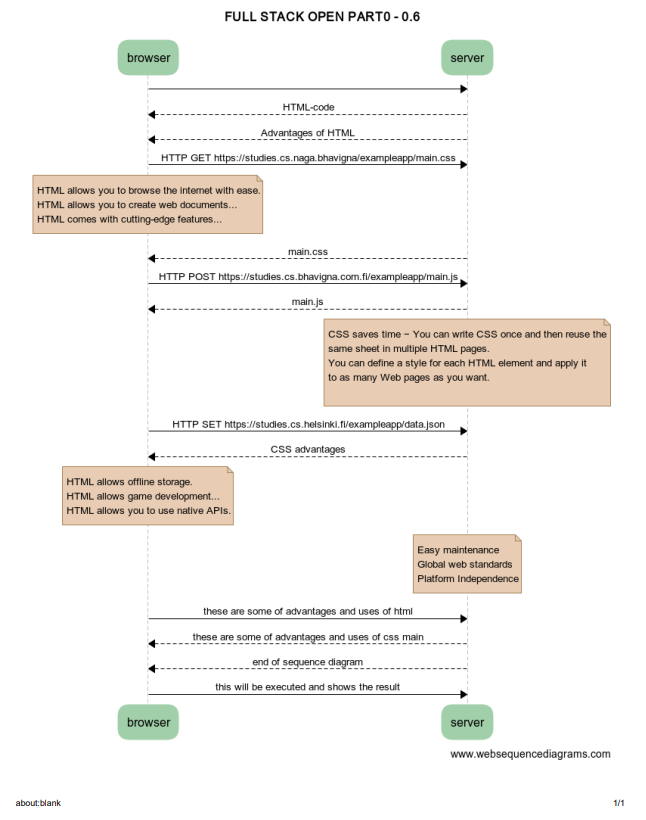 FULL STACK OPEN PART0 - 0.6
browser
server
HTML-code
Advantages of HTML
HTTP GET https://studies.cs.naga.bhavigna/exampleapp/main.css
HTML allows you to browse the internet with ease.
HTML allows you to create web documents...
HTML comes with cutting-edge features...
main.css
HTTP POST https://studies.cs.bhavigna.com.fi/exampleapp/main.js
main.js
CSS saves time − You can write CSS once and then reuse the
same sheet in multiple HTML pages.
You can define a style for each HTML element and apply it
to as many Web pages as you want.
HTTP SET https://studies.cs.helsinki.fi/exampleapp/data.json
CSS advantages
HTML allows offline storage.
HTML allows game development...
HTML allows you to use native APIs.
Easy maintenance
Global web standards
Platform Independence
these are some of advantages and uses of html
these are some of advantages and uses of css main
end of sequence diagram
this will be executed and shows the result
browser
server
www.websequencediagrams.com
about:blank
1/1